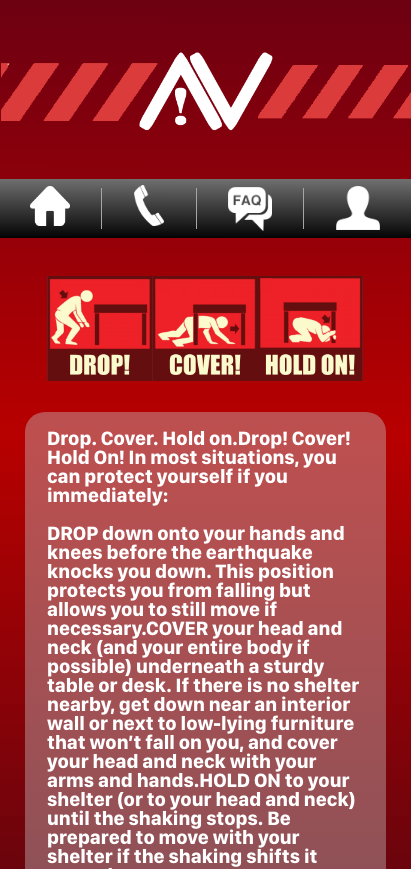 FAQ
DROP!
COVER!
HOLD ON!
Drop. Cover. Hold on.Drop! Cover!
Hold On! In most situations, you
can protect yourself if you
immediately:
DROP down onto your hands and
knees before the earthquake
knocks you down. This position
protects you from falling but
allows you to still move if
necessary.COVER your head and
neck (and your entire body if
possible) underneath a sturdy
table or desk. If there is no shelter
nearby, get down near an interior
wall or next to low-lying furniture
that won’t fall on you, and cover
your head and neck with your
arms and hands.HOLD ON to your
shelter (or to your head and neck)
until the shaking stops. Be
prepared to move with your
shelter if the shaking shifts it